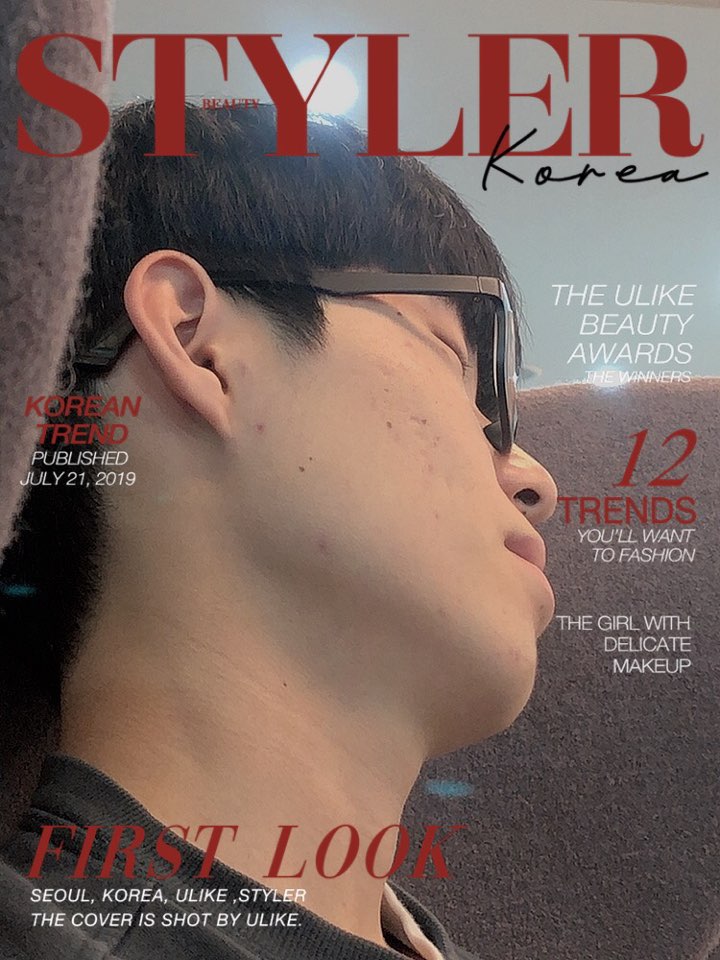 STYLER
BEAUTY
Korea
THE ULIKE
BEAUTY
AWARDS
THE WINNERS
KOREAN
TREND
PUBLISHED
JULY 21, 2019
12
TRENDS
YOU'LL WANT
TO FASHION
THE GIRL WITH
DELICATE
MAKEUP
FIRST LOOK
SEOUL, KOREA, ULIKE ,STYLER
THE COVER IS SHOT BY ULIKE.